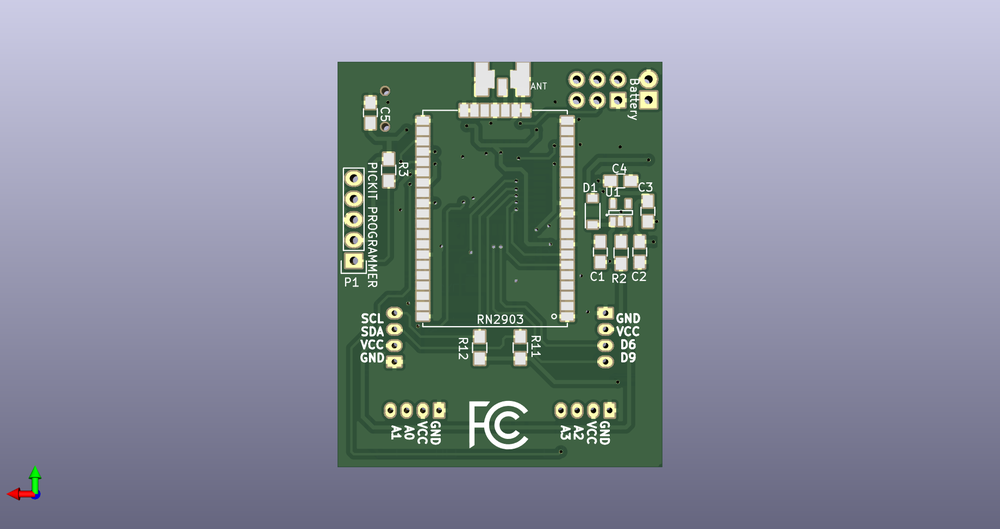 ANT
Battery
C5
R3
PICKIT PROGRAMMER
P1
C4
D1
U1
C3
C1
R2
C2
RN2903
SCL
SDA
VCC
GND
GND
VCC
D6
D9
R12
R11
A1
A0
VCC
GND
FCC
A3
A2
VCC
GND